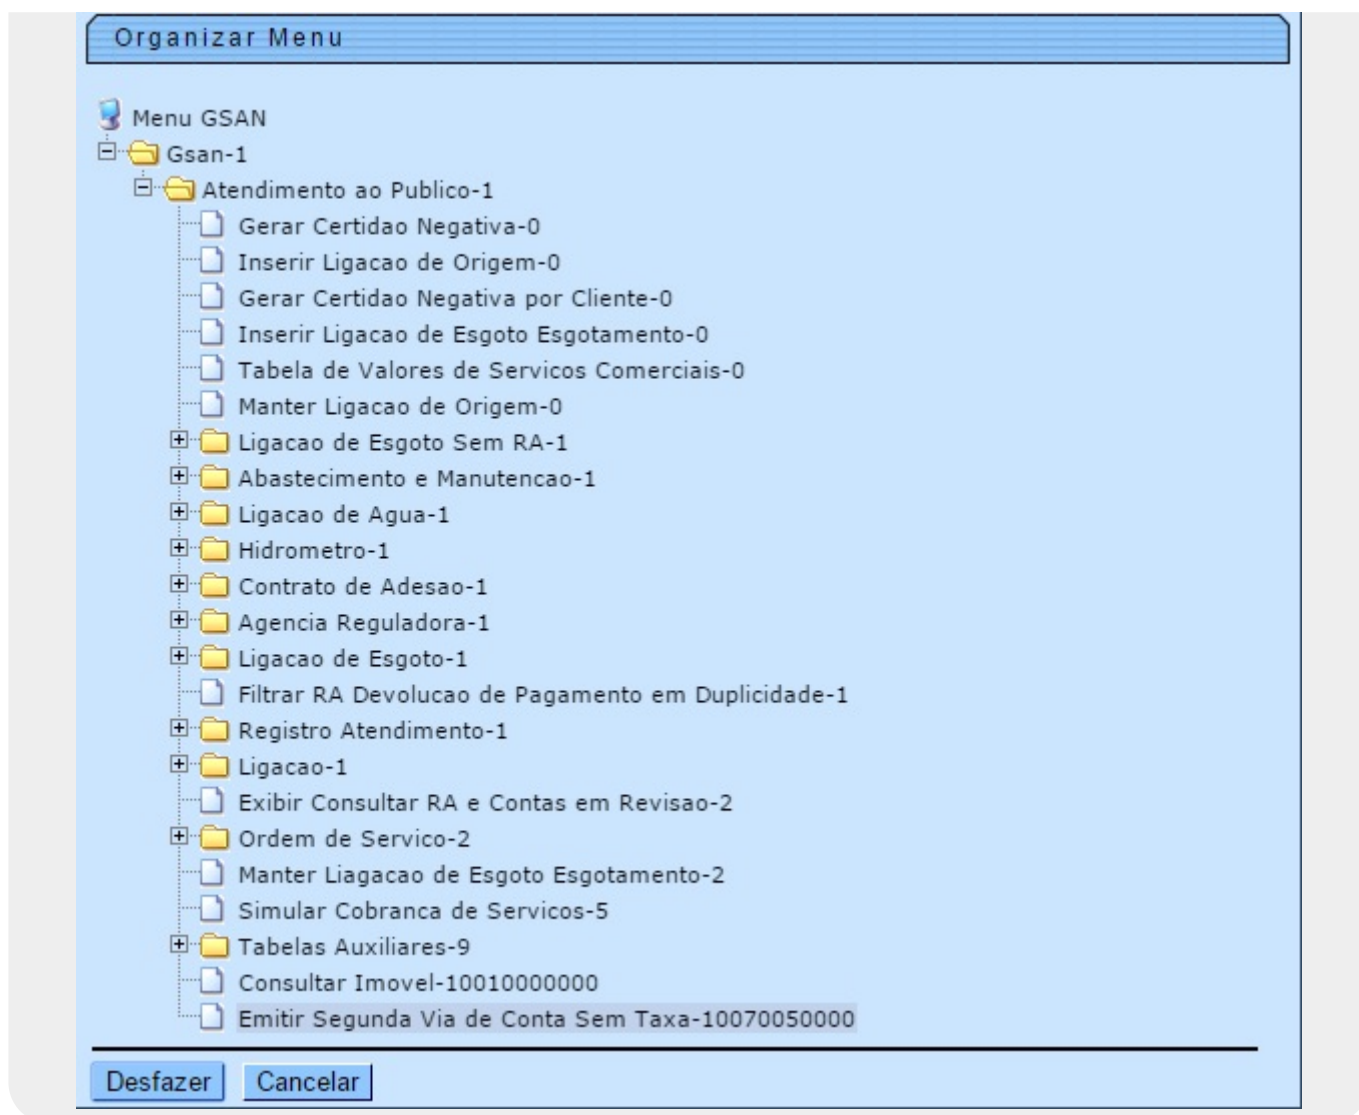 Organizar Menu
Menu GSAN
Gsan-1
Atendimento ao Publico-1
Gerar Certidao Negativa-0
Inserir Ligacao de Origem-0
Gerar Certidao Negativa por Cliente-0
Inserir Ligacao de Esgoto Esgotamento-0
Tabela de Valores de Servicos Comerciais-0
Manter Ligacao de Origem-0
Ligacao de Esgoto Sem RA-1
Abastecimento e Manutencao-1
Ligacao de Agua-1
Hidrometro-1
Contrato de Adesao-1
Agencia Reguladora-1
Ligacao de Esgoto-1
Filtrar RA Devolucao de Pagamento em Duplicidade-1
Registro Atendimento-1
Ligacao-1
Exibir Consultar RA e Contas em Revisao-2
Ordem de Servico-2
Manter Liagacao de Esgoto Esgotamento-2
Simular Cobranca de Servicos-5
Tabelas Auxiliares-9
Consultar Imovel-10010000000
Emitir Segunda Via de Conta Sem Taxa-10070050000
Desfazer Cancelar